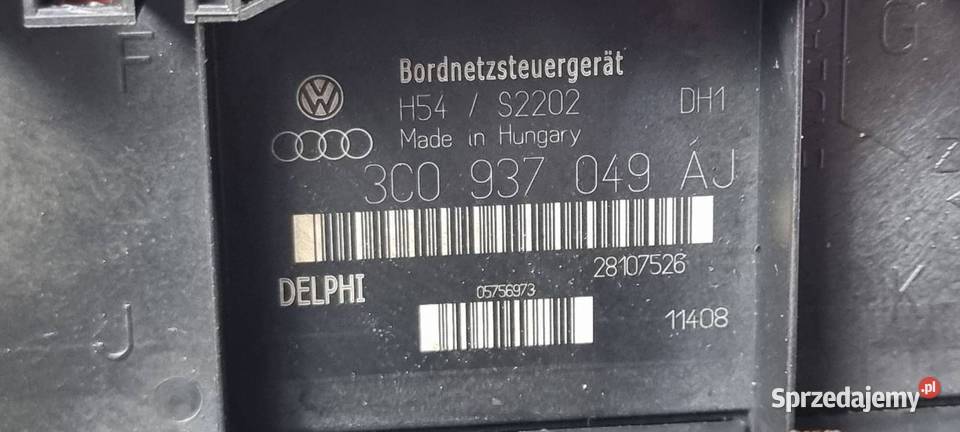 F
G
Bordnetzsteuergerät
H54 / S2202 DH1
Made in Hungary
3C0 937 049 AJ
28107526
DELPHI
05756973
11408
J
K
Sprzedajemy.pl